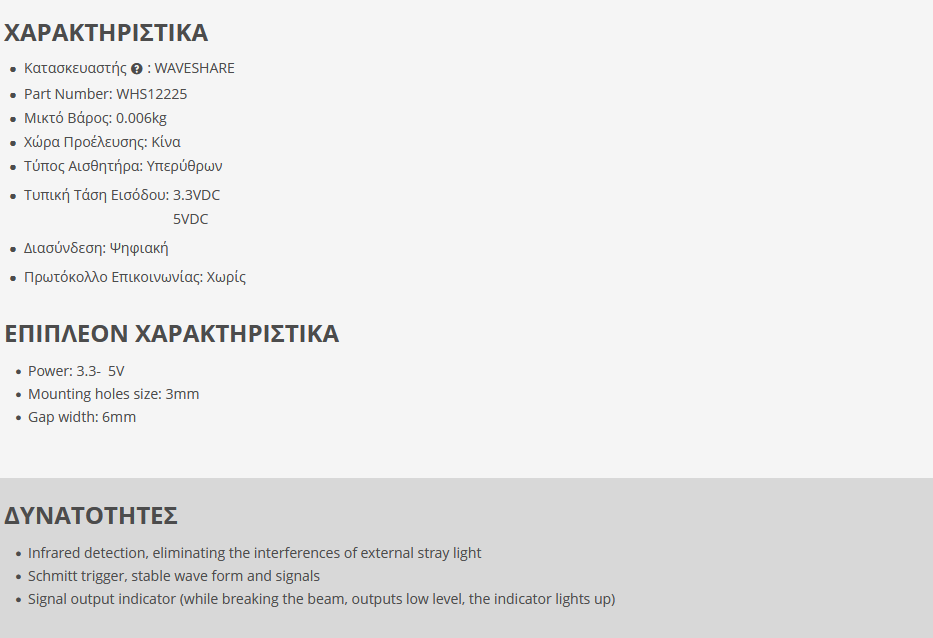 ΧΑΡΑΚΤΗΡΙΣΤΙΚΑ
Κατασκευαστής ? : WAVESHARE
Part Number: WHS12225
Μικτό Βάρος: 0.006kg
Χώρα Προέλευσης: Κίνα
Τύπος Αισθητήρα: Υπερύθρων
Τυπική Τάση Εισόδου: 3.3VDC
5VDC
Διασύνδεση: Ψηφιακή
Πρωτόκολλο Επικοινωνίας: Χωρίς
ΕΠΙΠΛΕΟΝ ΧΑΡΑΚΤΗΡΙΣΤΙΚΑ
Power: 3.3- 5V
Mounting holes size: 3mm
Gap width: 6mm
ΔΥΝΑΤΟΤΗΤΕΣ
Infrared detection, eliminating the interferences of external stray light
Schmitt trigger, stable wave form and signals
Signal output indicator (while breaking the beam, outputs low level, the indicator lights up)